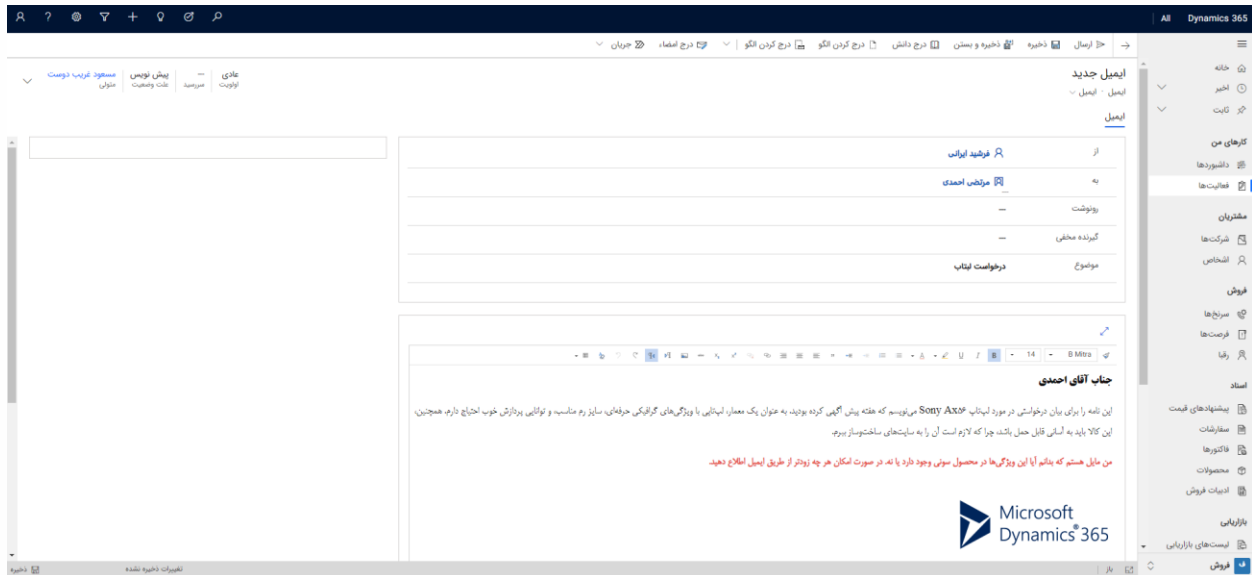 Dynamics 365
All
ارسال
ذخیره
ذخیره و بستن
درج دانش
درج کردن الگو
درج کردن الگو
درج امضاء
جریان
خانه
اخیر
ثابت
کارهای من
داشبوردها
فعالیت‌ها
مشتریان
شرکت‌ها
اشخاص
فروش
سرنخ‌ها
فرصت‌ها
رقبا
اسناد
پیشنهادهای قیمت
سفارشات
فاکتورها
محصولات
ادبیات فروش
بازاریابی
لیست‌های بازاریابی
فروش
ایمیل جدید
ایمیل · ایمیل
عادی
اولویت
---
سررسید
پیش نویس
علت وضعیت
مسعود غریب دوست
متولی
ایمیل
از فرشید ایرانی
به مرتضی احمدی
رونوشت ---
گیرنده مخفی ---
موضوع درخواست لپتاب
B Mitra 14
جناب آقای احمدی
این نامه را برای بیان درخواستی در مورد لپ‌تاپ Sony Ax۵۶ می‌نویسم که هفته پیش آگهی کرده بودید، به عنوان یک معمار، لپ‌تاپی با ویژگی‌های گرافیکی حرفه‌ای، سایز رم مناسب، و توانایی پردازش خوب احتیاج دارم. همچنین،
این کالا باید به آسانی قابل حمل باشد، چرا که لازم است آن را به سایت‌های ساخت‌وساز ببرم.
من مایل هستم که بدانم آیا این ویژگی‌ها در محصول سونی وجود دارد یا نه. در صورت امکان هر چه زودتر از طریق ایمیل اطلاع دهید.
Microsoft
Dynamics® 365
باز
تغییرات ذخیره نشده
ذخیره